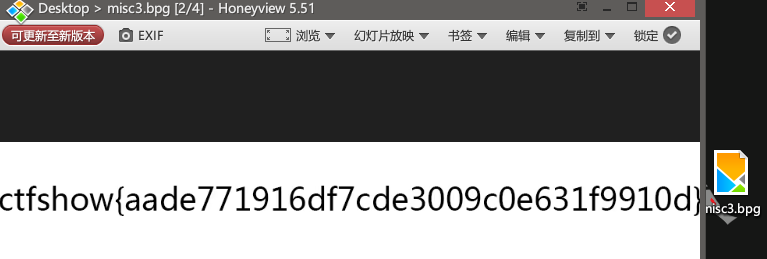 Desktop > misc3.bpg [2/4] - Honeyview 5.51
可更新至新版本 EXIF 浏览 幻灯片放映 书签 编辑 复制到 锁定
ctfshow{aade771916df7cde3009c0e631f9910d}
misc3.bpg